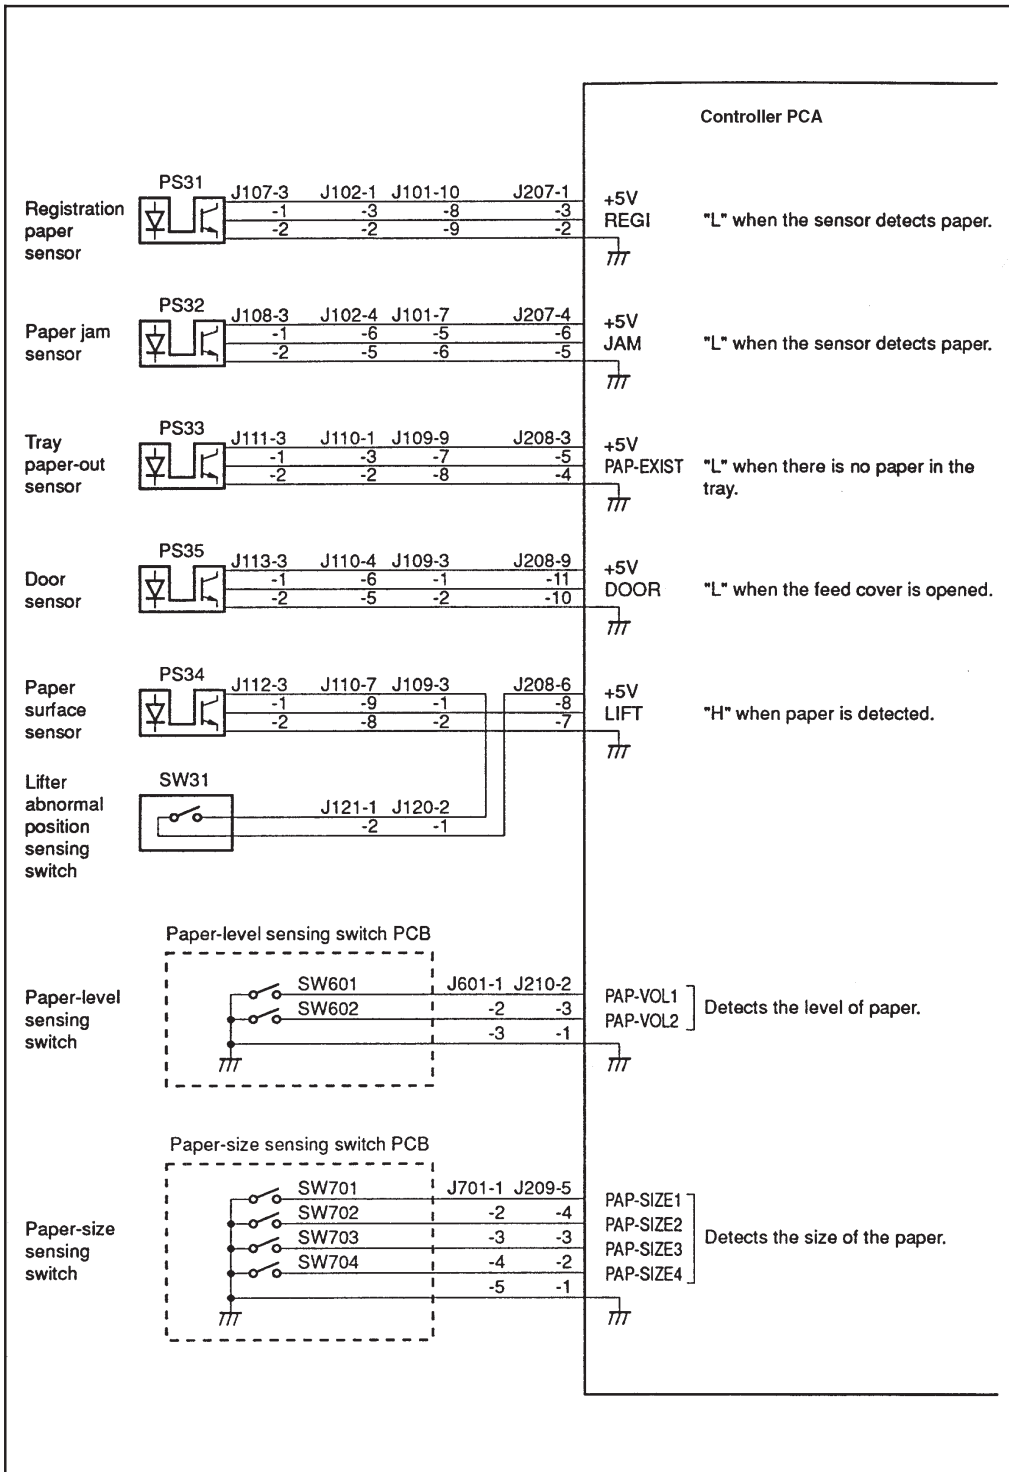 Controller PCA
PS31
Registration paper sensor
J107-3 J102-1 J101-10 J207-1
-1 -3 -8 -3
-2 -2 -9 -2
+5V
REGI
"L" when the sensor detects paper.
PS32
Paper jam sensor
J108-3 J102-4 J101-7 J207-4
-1 -6 -5 -6
-2 -5 -6 -5
+5V
JAM
"L" when the sensor detects paper.
PS33
Tray paper-out sensor
J111-3 J110-1 J109-9 J208-3
-1 -3 -7 -5
-2 -2 -8 -4
+5V
PAP-EXIST
"L" when there is no paper in the tray.
PS35
Door sensor
J113-3 J110-4 J109-3 J208-9
-1 -6 -1 -11
-2 -5 -2 -10
+5V
DOOR
"L" when the feed cover is opened.
PS34
Paper surface sensor
J112-3 J110-7 J109-3 J208-6
-1 -9 -1 -8
-2 -8 -2 -7
+5V
LIFT
"H" when paper is detected.
Lifter abnormal position sensing switch
SW31
J121-1 J120-2
-2 -1
Paper-level sensing switch PCB
Paper-level sensing switch
SW601 J601-1 J210-2
SW602 -2 -3
-3 -1
PAP-VOL1
PAP-VOL2
Detects the level of paper.
Paper-size sensing switch PCB
Paper-size sensing switch
SW701 J701-1 J209-5
SW702 -2 -4
SW703 -3 -3
SW704 -4 -2
-5 -1
PAP-SIZE1
PAP-SIZE2
PAP-SIZE3
PAP-SIZE4
Detects the size of the paper.